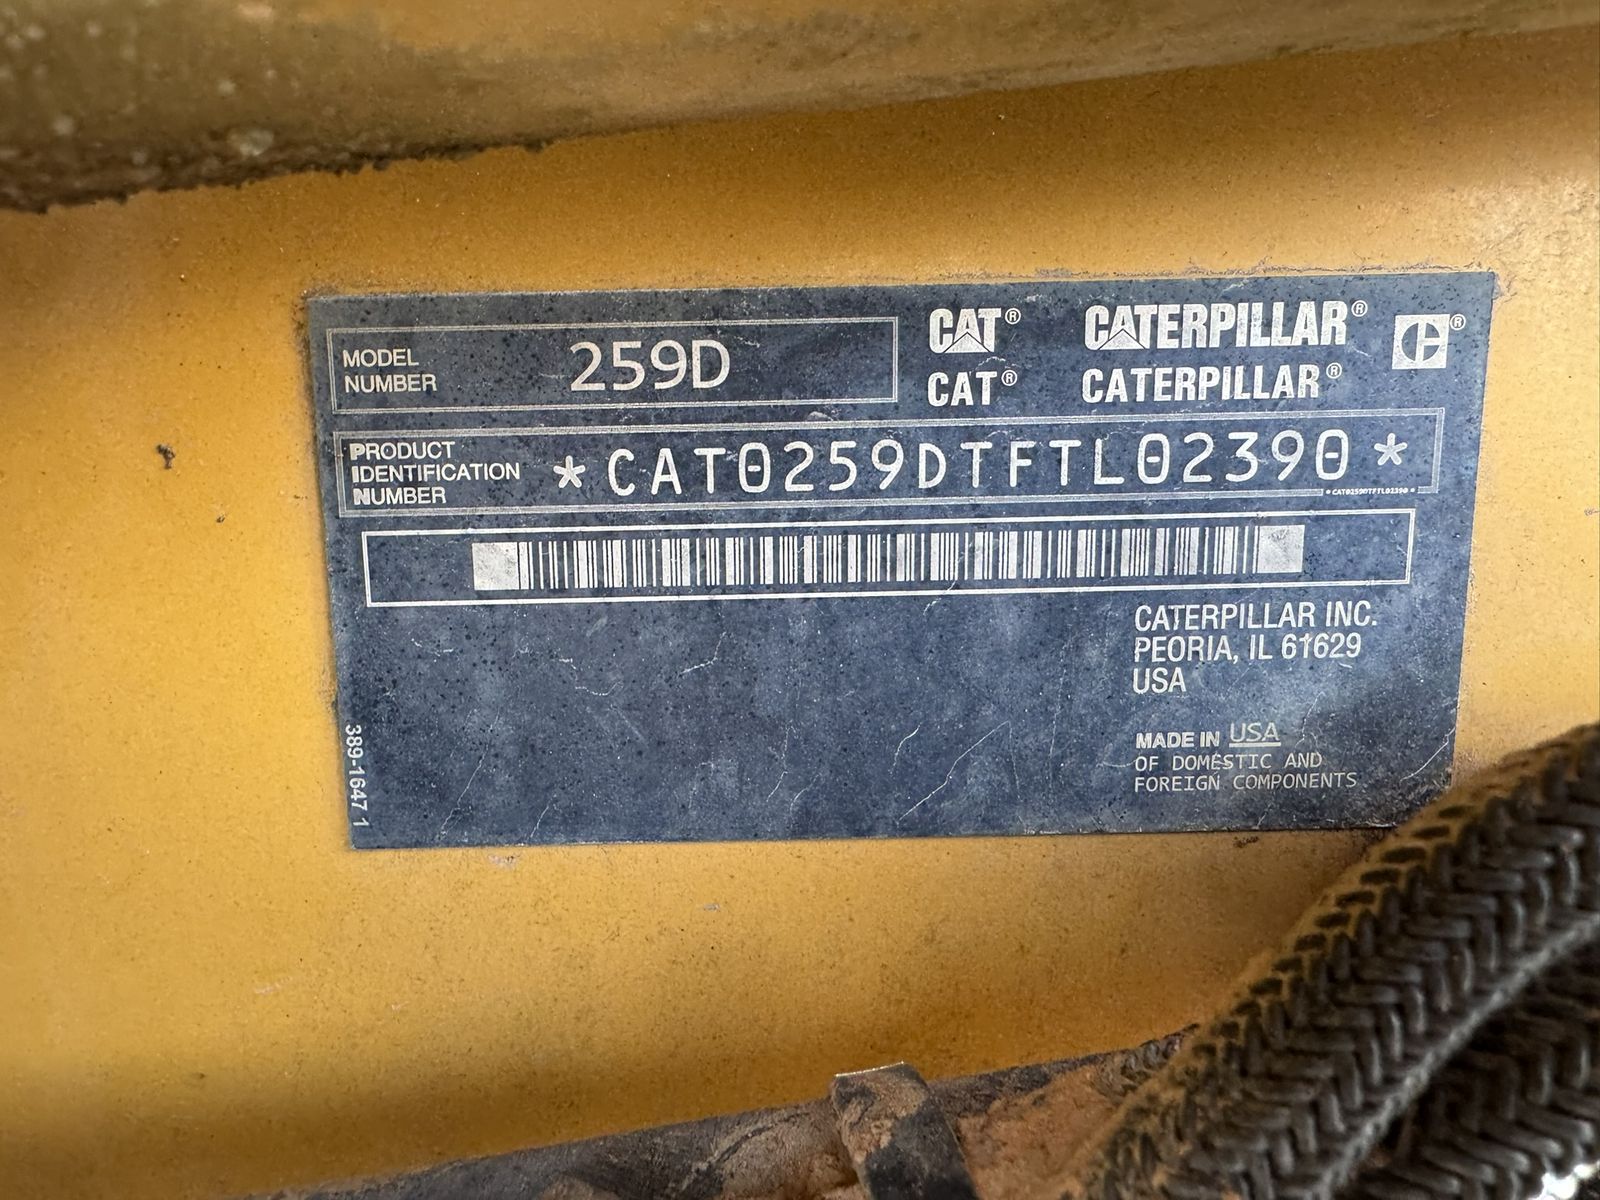 MODEL
NUMBER
259D
CAT® CATERPILLAR® C®
CAT® CATERPILLAR®
PRODUCT
IDENTIFICATION
NUMBER
*CAT0259DTFTL02390*
*CAT0259DTFTL02390*
CATERPILLAR INC.
PEORIA, IL 61629
USA
MADE IN USA
OF DOMESTIC AND
FOREIGN COMPONENTS
389-1647 1